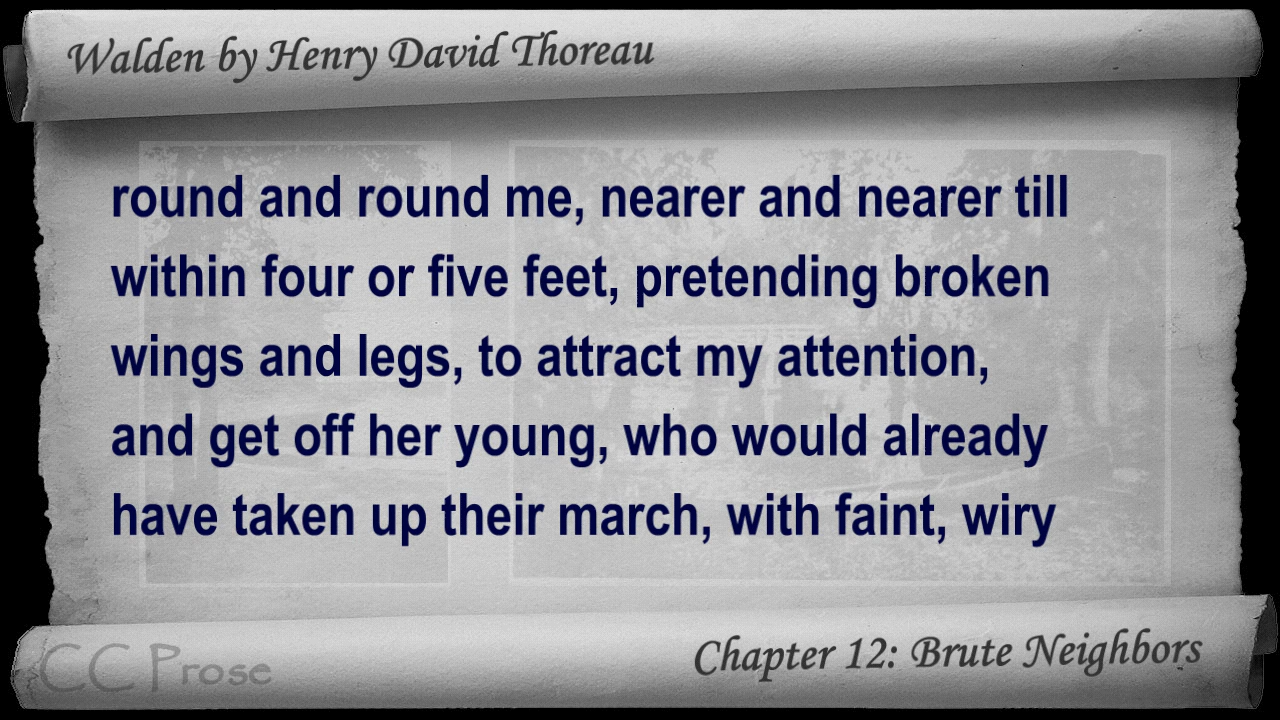 Walden by Henry David Thoreau
round and round me, nearer and nearer till
within four or five feet, pretending broken
wings and legs, to attract my attention,
and get off her young, who would already
have taken up their march, with faint, wiry
CC Prose
Chapter 12: Brute Neighbors